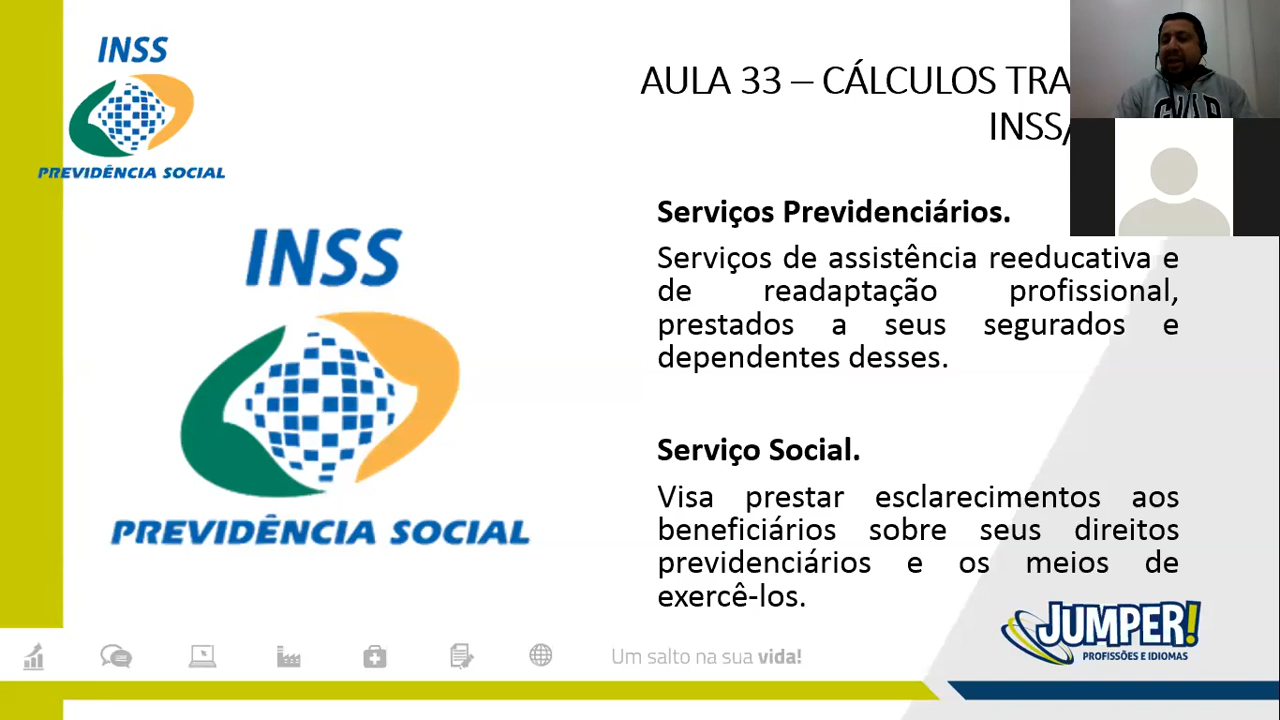 INSS
PREVIDÊNCIA SOCIAL
AULA 33 – CÁLCULOS TRA
INSS/
INSS
PREVIDÊNCIA SOCIAL
Serviços Previdenciários.
Serviços de assistência reeducativa e
de readaptação profissional,
prestados a seus segurados e
dependentes desses.
Serviço Social.
Visa prestar esclarecimentos aos
beneficiários sobre seus direitos
previdenciários e os meios de
exercê-los.
Um salto na sua vida!
JUMPER!
PROFISSÕES E IDIOMAS